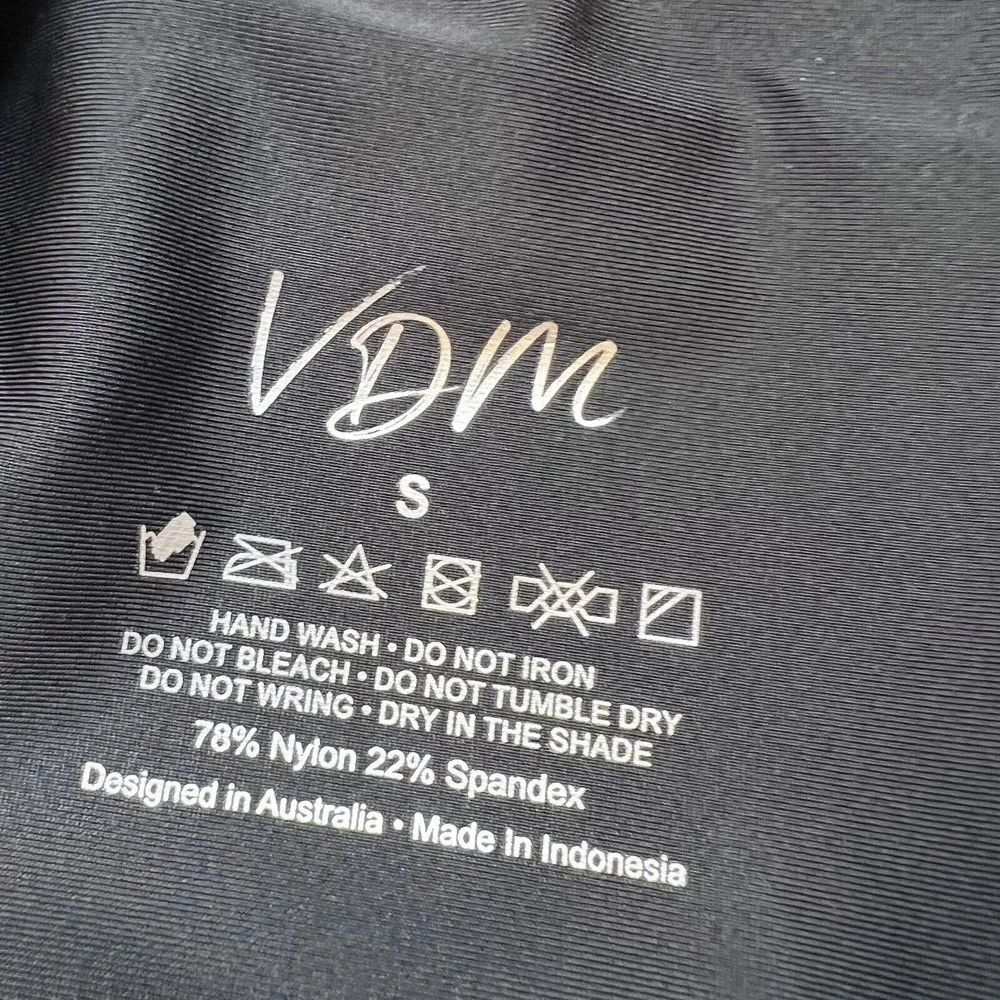 VDM
S
HAND WASH • DO NOT IRON
DO NOT BLEACH • DO NOT TUMBLE DRY
DO NOT WRING • DRY IN THE SHADE
78% Nylon 22% Spandex
Designed in Australia • Made In Indonesia